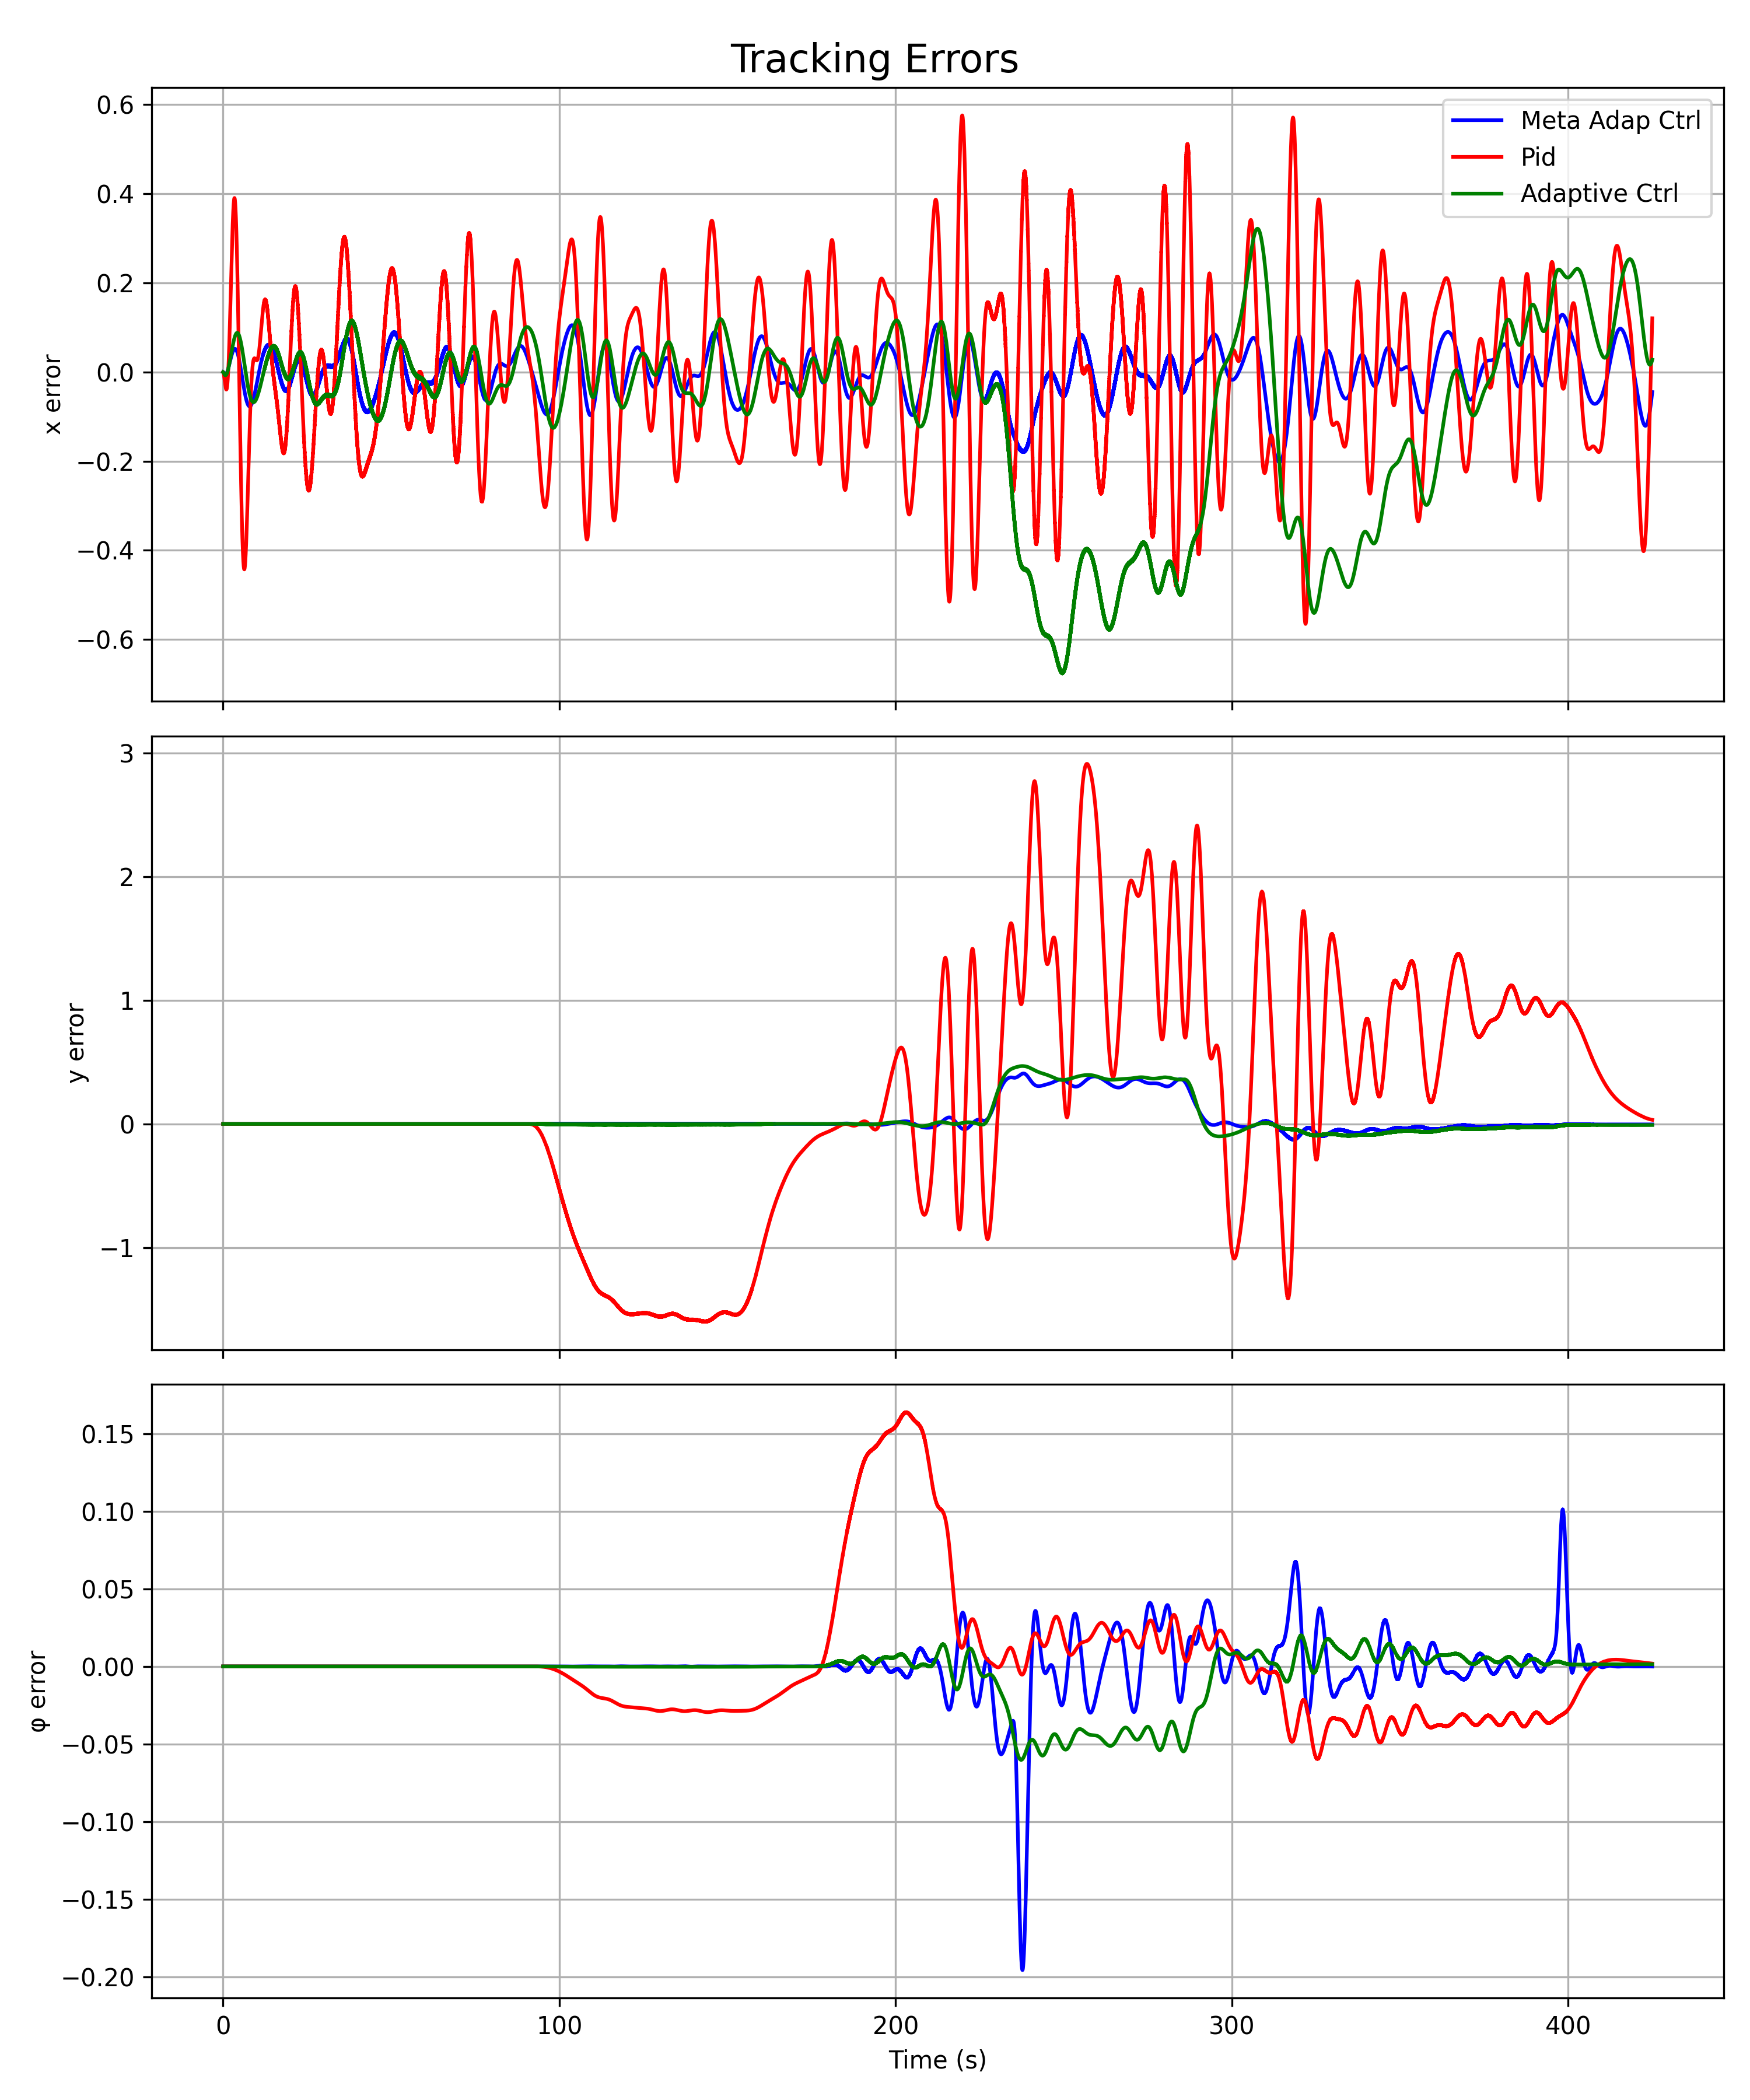 Tracking Errors
x error
0.6
0.4
0.2
0.0
−0.2
−0.4
−0.6
Meta Adap Ctrl
Pid
Adaptive Ctrl
y error
3
2
1
0
−1
φ error
0.15
0.10
0.05
0.00
−0.05
−0.10
−0.15
−0.20
0 100 200 300 400
Time (s)